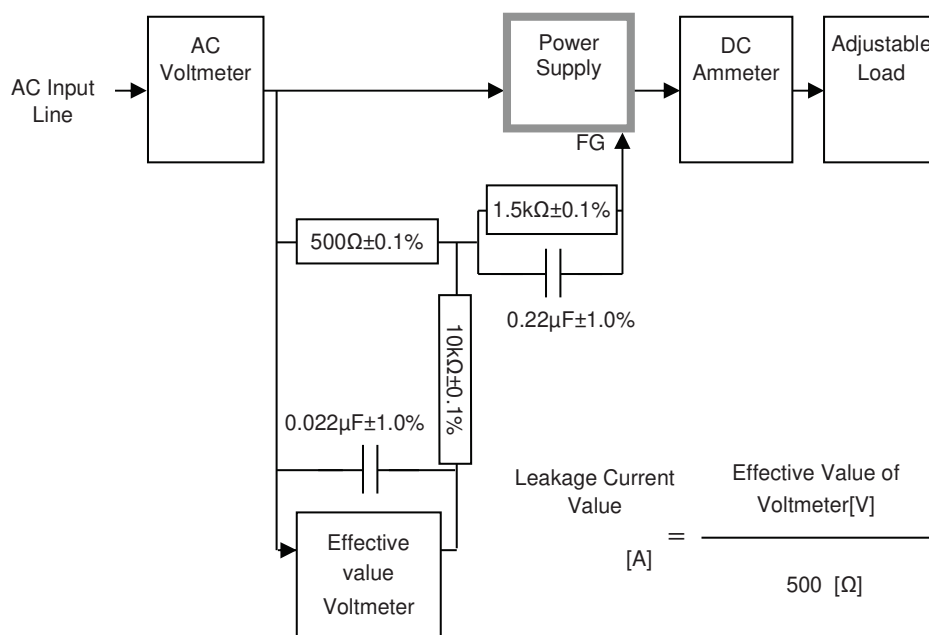 AC Input
Line
AC
Voltmeter
Power
Supply
DC
Ammeter
Adjustable
Load
FG
500Ω±0.1%
1.5kΩ±0.1%
0.22µF±1.0%
10kΩ±0.1%
0.022µF±1.0%
Effective
value
Voltmeter
Leakage Current
Value
[A]
=
Effective Value of
Voltmeter[V]
500 [Ω]